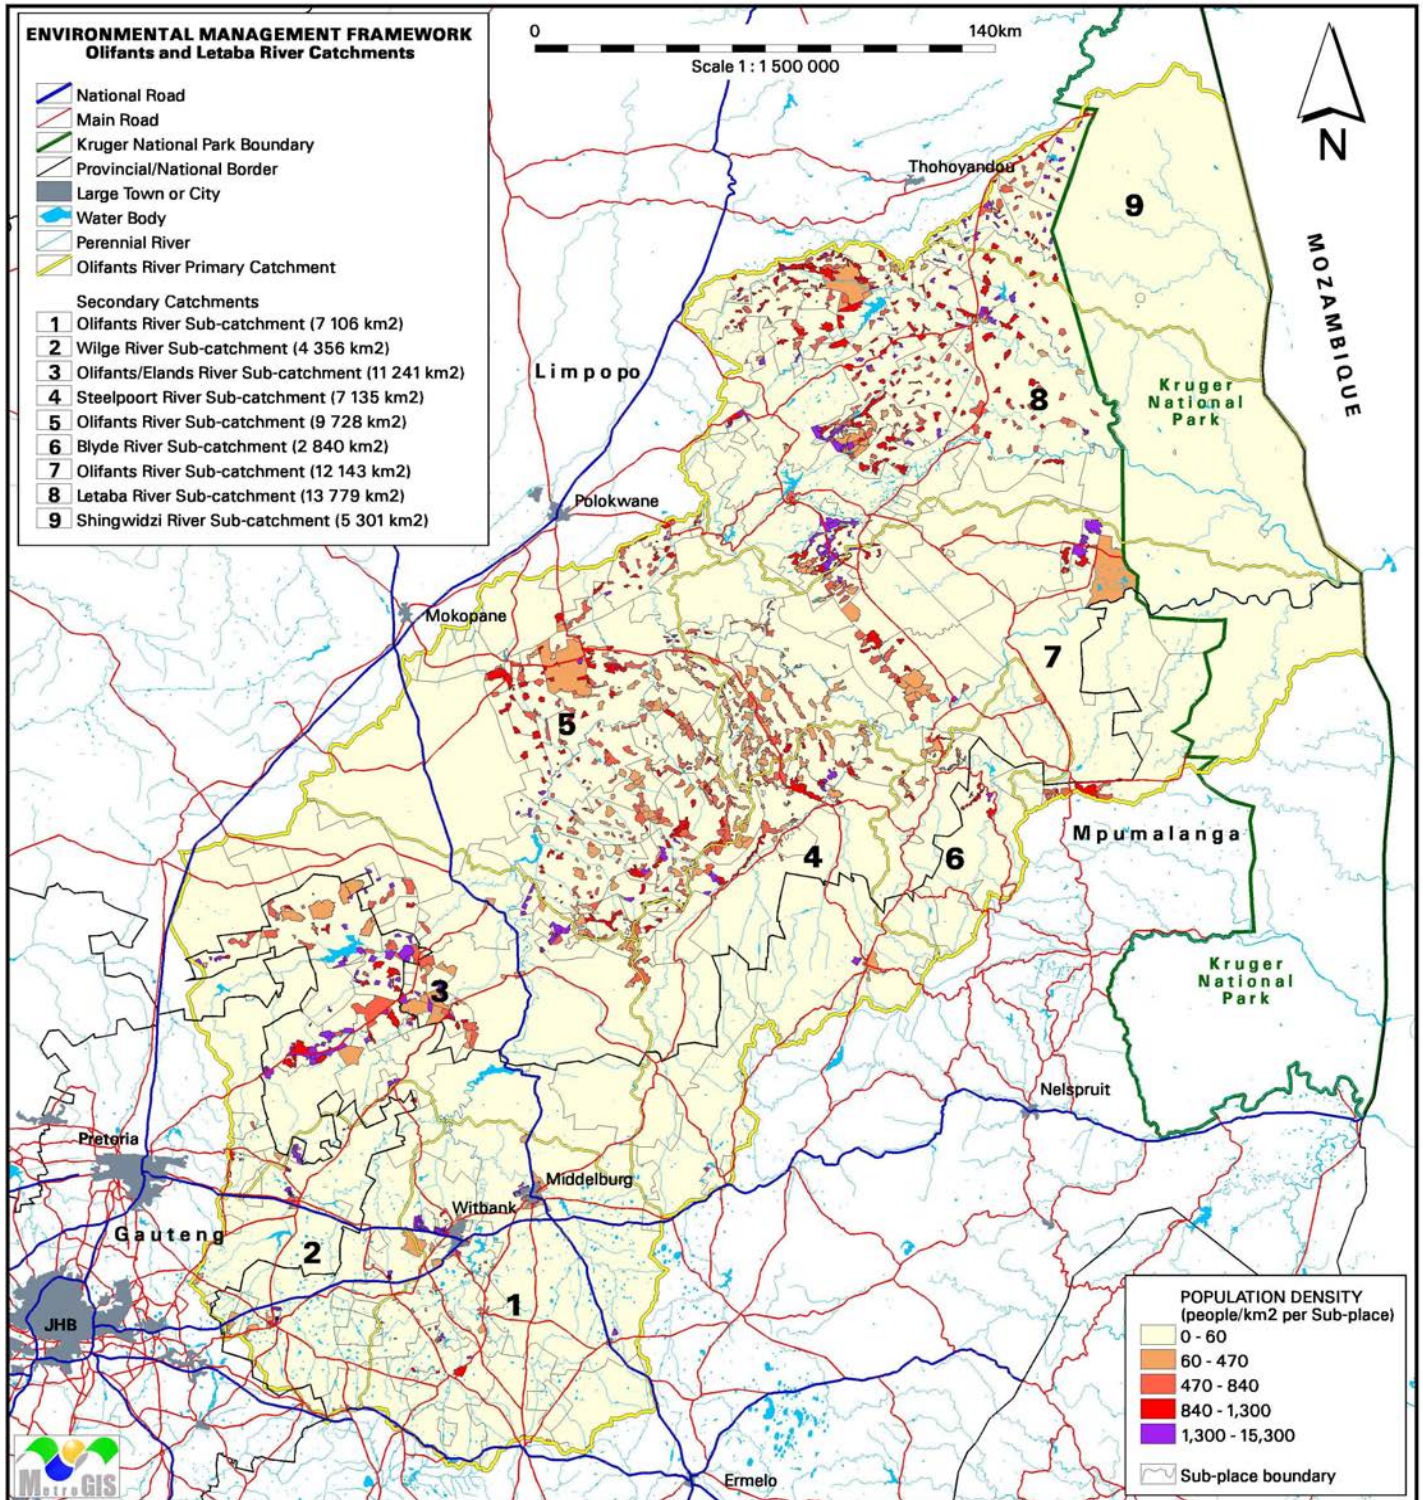 ENVIRONMENTAL MANAGEMENT FRAMEWORK
Olifants and Letaba River Catchments
National Road
Main Road
Kruger National Park Boundary
Provincial/National Border
Large Town or City
Water Body
Perennial River
Olifants River Primary Catchment
Secondary Catchments
1 Olifants River Sub-catchment (7 106 km2)
2 Wilge River Sub-catchment (4 356 km2)
3 Olifants/Elands River Sub-catchment (11 241 km2)
4 Steelpoort River Sub-catchment (7 135 km2)
5 Olifants River Sub-catchment (9 728 km2)
6 Blyde River Sub-catchment (2 840 km2)
7 Olifants River Sub-catchment (12 143 km2)
8 Letaba River Sub-catchment (13 779 km2)
9 Shingwidzi River Sub-catchment (5 301 km2)
0 140km
Scale 1 : 1 500 000
N
Thohoyandou
9
MOZAMBIQUE
Limpopo
8
Kruger
National
Park
Polokwane
Mokopane
7
5
Mpumalanga
4
6
3
Kruger
National
Park
Nelspruit
Pretoria
Middelburg
Witbank
Gauteng
2
1
JHB
Ermelo
POPULATION DENSITY
(people/km2 per Sub-place)
0 - 60
60 - 470
470 - 840
840 - 1,300
1,300 - 15,300
Sub-place boundary
MetroGIS